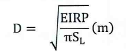 D = √(EIRP / πS_L) (m)